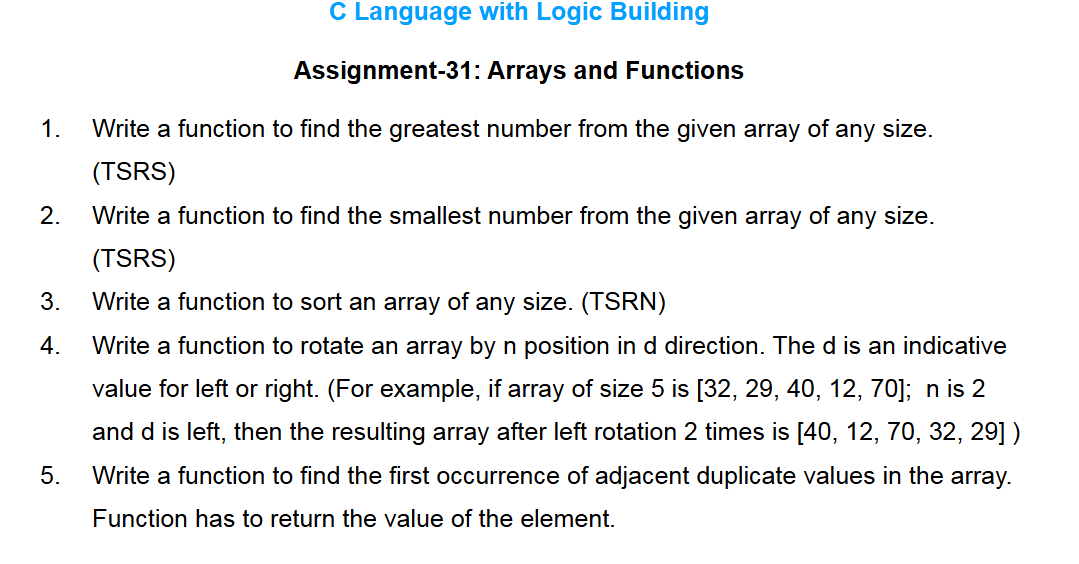 C Language with Logic Building
Assignment-31: Arrays and Functions
1. Write a function to find the greatest number from the given array of any size.
(TSRS)
2. Write a function to find the smallest number from the given array of any size.
(TSRS)
3. Write a function to sort an array of any size. (TSRN)
4. Write a function to rotate an array by n position in d direction. The d is an indicative
value for left or right. (For example, if array of size 5 is [32, 29, 40, 12, 70]; n is 2
and d is left, then the resulting array after left rotation 2 times is [40, 12, 70, 32, 29] )
5. Write a function to find the first occurrence of adjacent duplicate values in the array.
Function has to return the value of the element.